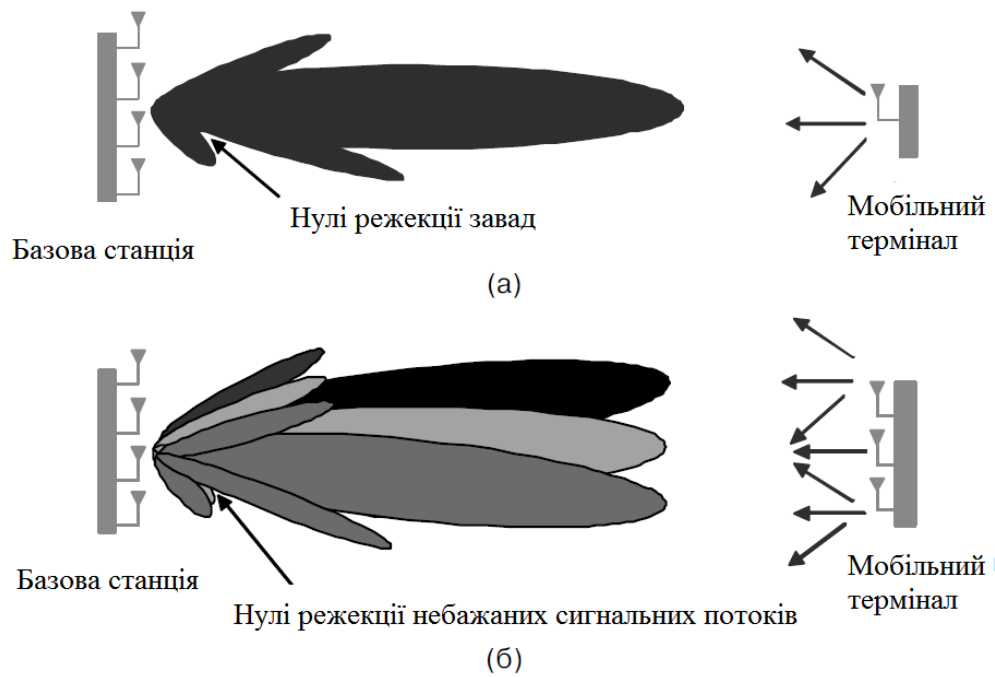 Нулі режекції завад
Базова станція
Мобільний
термінал
(а)
Базова станція
Мобільний
термінал
Нулі режекції небажаних сигнальних потоків
(б)